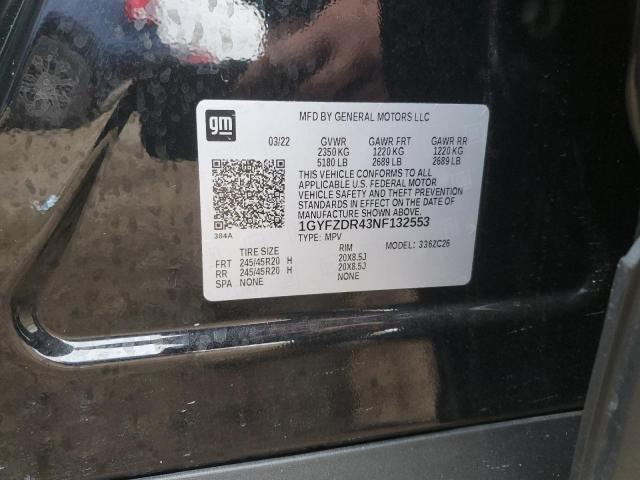 gm
MFD BY GENERAL MOTORS LLC
03/22 GVWR GAWR FRT GAWR RR
2350 KG 1220 KG 1220 KG
5180 LB 2689 LB 2689 LB
THIS VEHICLE CONFORMS TO ALL
APPLICABLE U.S. FEDERAL MOTOR
VEHICLE SAFETY AND THEFT PREVENTION
STANDARDS IN EFFECT ON THE DATE OF
MANUFACTURE SHOWN ABOVE.
1GYFZDR43NF132553
384A TYPE: MPV
TIRE SIZE RIM MODEL: 336ZC26
FRT 245/45R20 H 20X8.5J
RR 245/45R20 H 20X8.5J
SPA NONE NONE